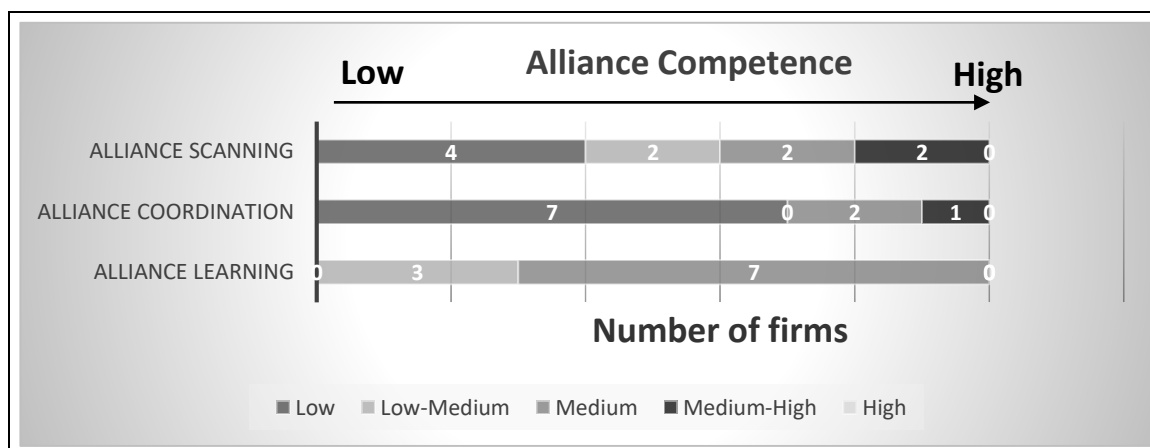 Alliance Competence
Low High
ALLIANCE SCANNING 4 2 2 2 0
ALLIANCE COORDINATION 7 0 2 1 0
ALLIANCE LEARNING 0 3 7 0
Number of firms
Low Low-Medium Medium Medium-High High